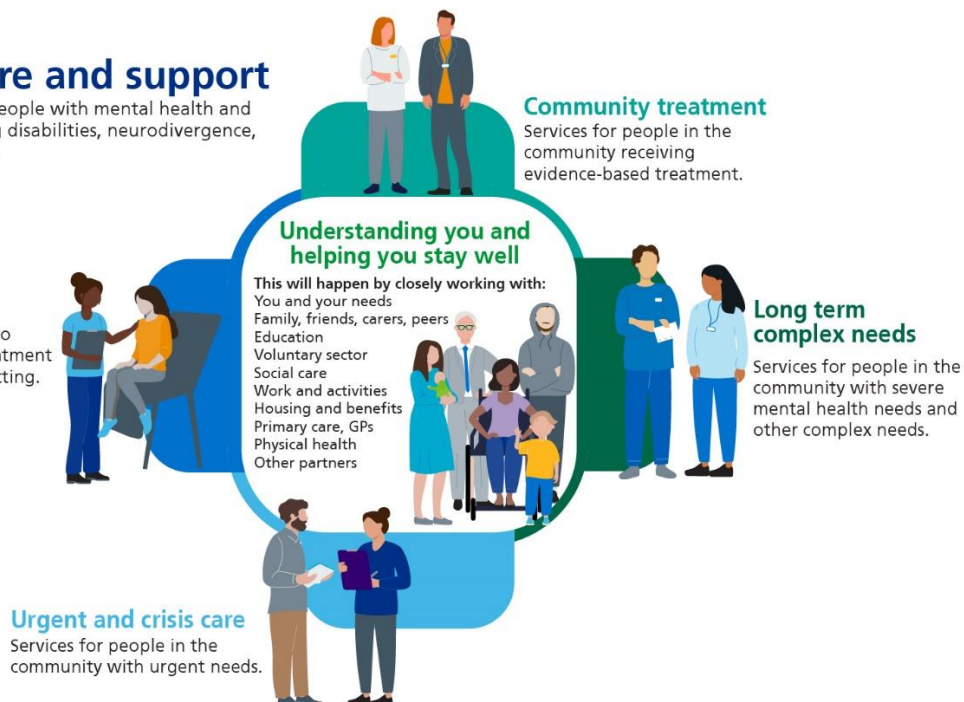 re and support
eople with mental health and
g disabilities, neurodivergence,
Community treatment
Services for people in the
community receiving
evidence-based treatment.
Understanding you and
helping you stay well
This will happen by closely working with:
You and your needs
Family, friends, carers, peers
Education
Voluntary sector
Social care
Work and activities
Housing and benefits
Primary care, GPs
Physical health
Other partners
o
atment
tting.
Long term
complex needs
Services for people in the
community with severe
mental health needs and
other complex needs.
Urgent and crisis care
Services for people in the
community with urgent needs.